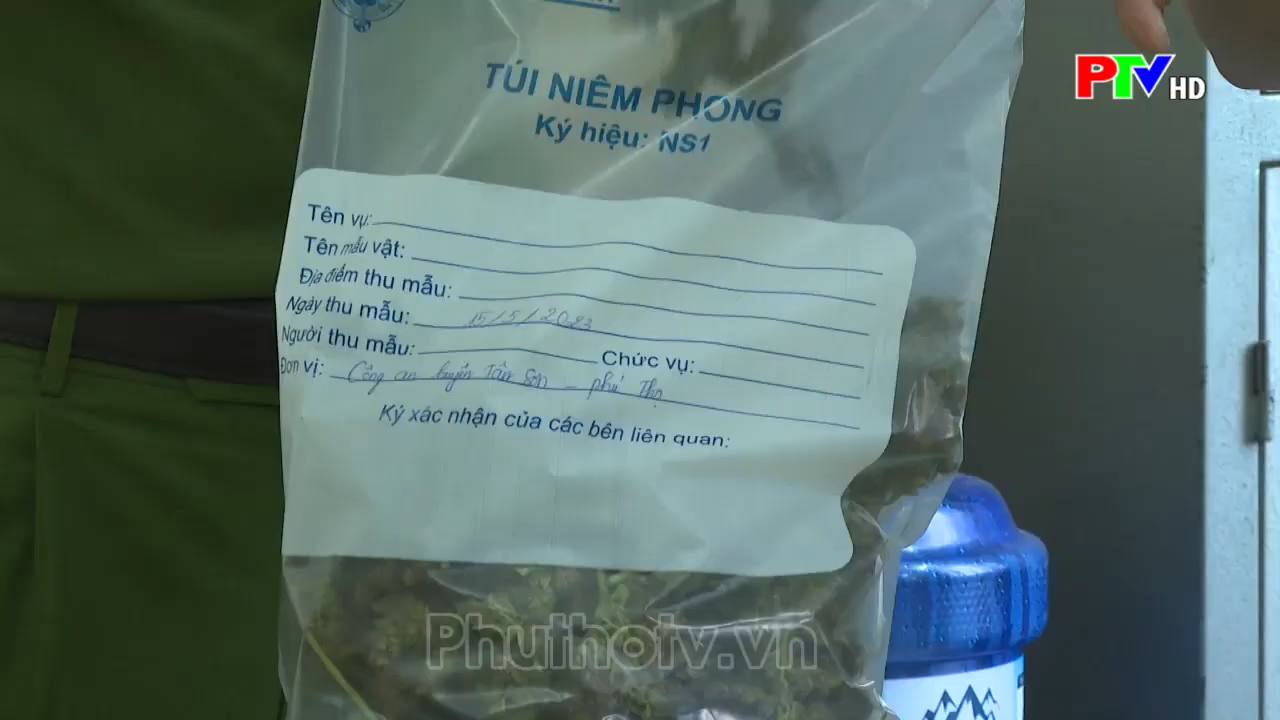 PTV HD
TÚI NIÊM PHONG
Ký hiệu: NS1
Tên vụ:
Tên mẫu vật:
Địa điểm thu mẫu:
Ngày thu mẫu: 15/5/2023
Người thu mẫu: Chức vụ:
Đơn vị: Công an huyện Tân Sơn - phú Thọ
Ký xác nhận của các bên liên quan:
Phuthotv.vn